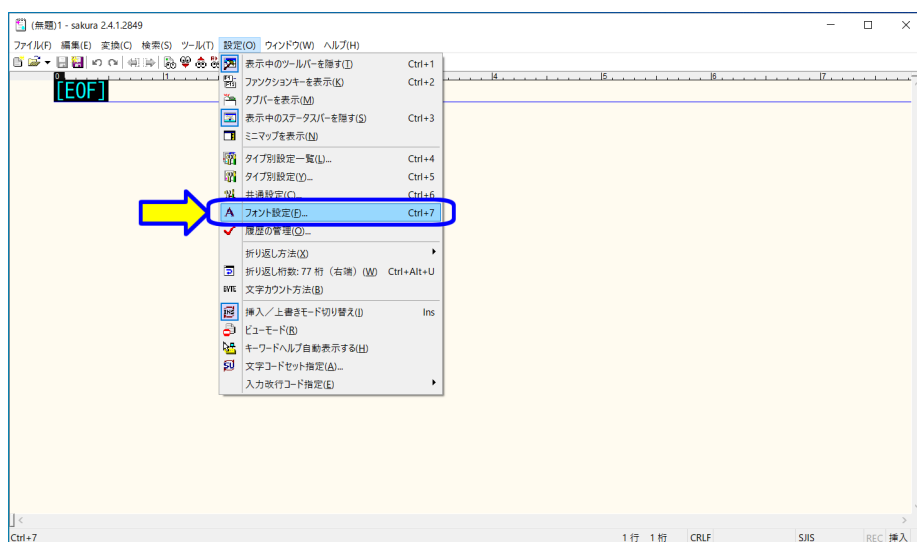 (無題)1 - sakura 2.4.1.2849
ファイル(F) 編集(E) 変換(C) 検索(S) ツール(T) 設定(O) ウィンドウ(W) ヘルプ(H)
表示中のツールバーを隠す(T) Ctrl+1
0 1 4 5 6 7
ファンクションキーを表示(K) Ctrl+2
[EOF]
タブバーを表示(M)
表示中のステータスバーを隠す(S) Ctrl+3
ミニマップを表示(N)
タイプ別設定一覧(L)... Ctrl+4
タイプ別設定(Y)... Ctrl+5
共通設定(C)... Ctrl+6
フォント設定(F)... Ctrl+7
履歴の管理(O)...
折り返し方法(X)
折り返し桁数: 77 桁（右端）(W) Ctrl+Alt+U
BYTE 文字カウント方法(B)
挿入／上書きモード切り替え(I) Ins
ビューモード(R)
キーワードヘルプ自動表示する(H)
文字コードセット指定(A)...
入力改行コード指定(E)
Ctrl+7 1 行 1 桁 CRLF SJIS REC 挿入